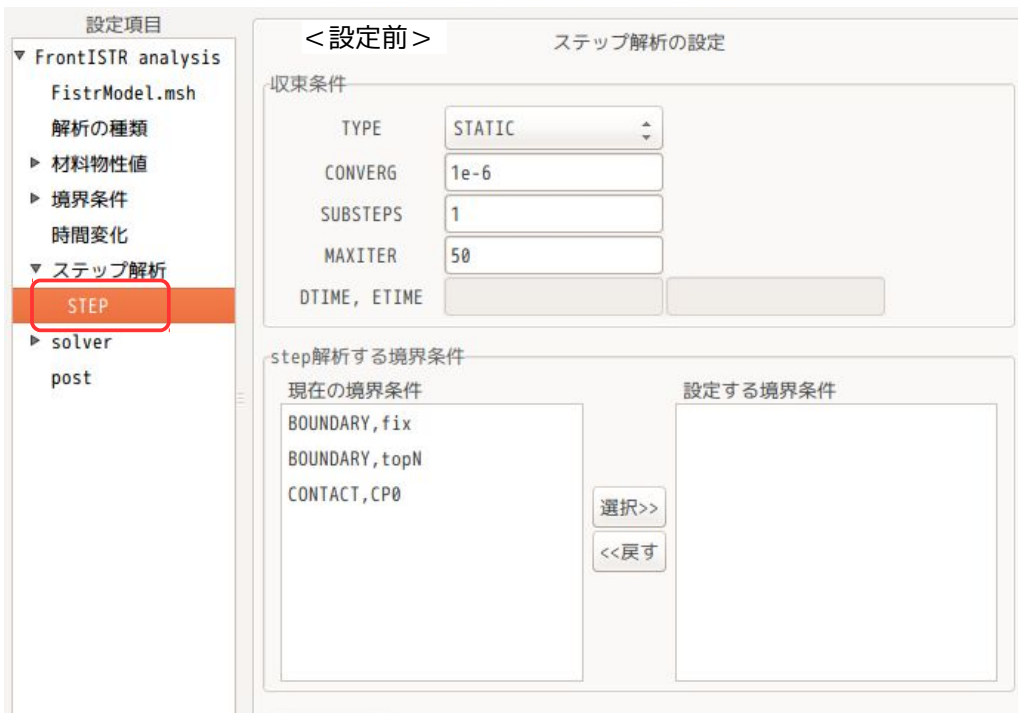 設定項目
▼ FrontISTR analysis
FistrModel.msh
解析の種類
▶ 材料物性値
▶ 境界条件
時間変化
▼ ステップ解析
STEP
▶ solver
post
＜設定前＞
ステップ解析の設定
収束条件
TYPE STATIC
CONVERG 1e-6
SUBSTEPS 1
MAXITER 50
DTIME, ETIME
step解析する境界条件
現在の境界条件
BOUNDARY,fix
BOUNDARY,topN
CONTACT,CP0
選択>>
<<戻す
設定する境界条件